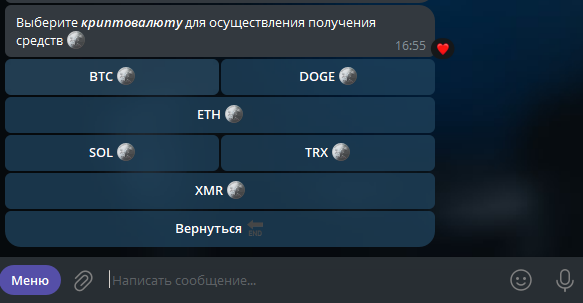 Выберите криптовалюту для осуществления получения
средств
16:55
BTC
DOGE
ETH
SOL
TRX
XMR
Вернуться
Меню
Написать сообщение...